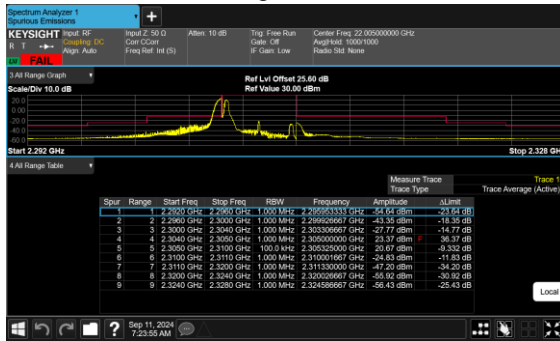 Spectrum Analyzer 1
Spurious Emissions
KEYSIGHT Input: RF Input Z: 50 Ω Atten: 10 dB Trig: Free Run Center Freq: 22.005000000 GHz
R T Coupling: DC Corr CCorr Gate: Off Avg|Hold: 1000/1000
Align: Auto Freq Ref: Int (S) IF Gain: Low Radio Std: None
LU FAIL
3 All Range Graph Ref Lvl Offset 25.60 dB
Scale/Div 10.0 dB Ref Value 30.00 dBm
20.0
0.00
-20.0
-40.0
-60.0
Start 2.292 GHz Stop 2.328 GH
4 All Range Table
Measure Trace Trace 1
Trace Type Trace Average (Active)
Spur Range Start Freq Stop Freq RBW Frequency Amplitude ΔLimit
1 1 2.2920 GHz 2.2960 GHz 1.000 MHz 2.295953333 GHz -54.64 dBm -23.64 dB
2 2 2.2960 GHz 2.3000 GHz 1.000 MHz 2.299926667 GHz -43.35 dBm -18.35 dB
3 3 2.3000 GHz 2.3040 GHz 1.000 MHz 2.303306667 GHz -27.77 dBm -14.77 dB
4 4 2.3040 GHz 2.3050 GHz 1.000 MHz 2.305000000 GHz 23.37 dBm F 36.37 dB
5 5 2.3050 GHz 2.3100 GHz 100.0 kHz 2.305325000 GHz 20.67 dBm -9.332 dB
6 6 2.3100 GHz 2.3110 GHz 1.000 MHz 2.310001667 GHz -24.83 dBm -11.83 dB
7 7 2.3110 GHz 2.3200 GHz 1.000 MHz 2.311330000 GHz -47.20 dBm -34.20 dB
8 8 2.3200 GHz 2.3240 GHz 1.000 MHz 2.320026667 GHz -55.92 dBm -30.92 dB
9 9 2.3240 GHz 2.3280 GHz 1.000 MHz 2.324586667 GHz -56.43 dBm -25.43 dB
Local
Sep 11, 2024
7:23:55 AM